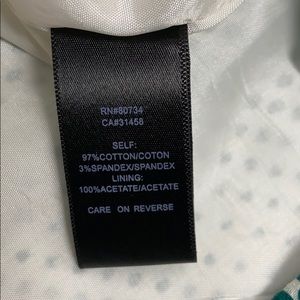 RN#80734
CA#31458
SELF:
97%COTTON/COTON
3%SPANDEX/SPANDEX
LINING:
100%ACETATE/ACETATE
CARE ON REVERSE